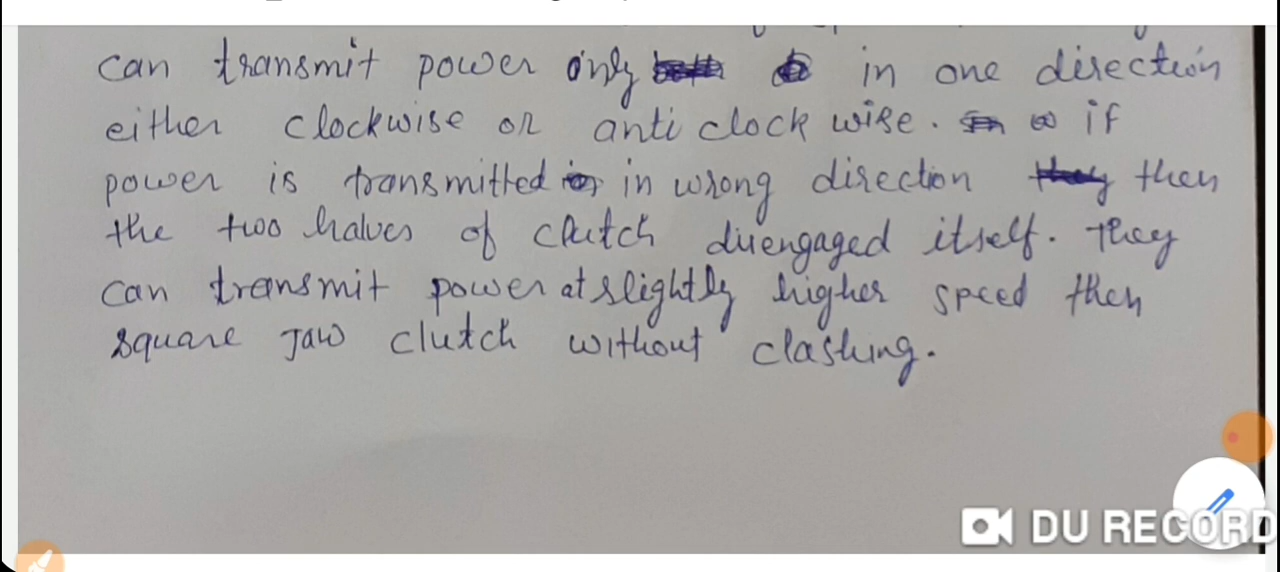 can transmit power only in one direction
either clockwise or anti clock wise. if
power is transmitted in wrong direction then
the two halves of clutch disengaged itself. They
can transmit power at slightly higher speed then
square jaw clutch without clashing.
DU RECORD